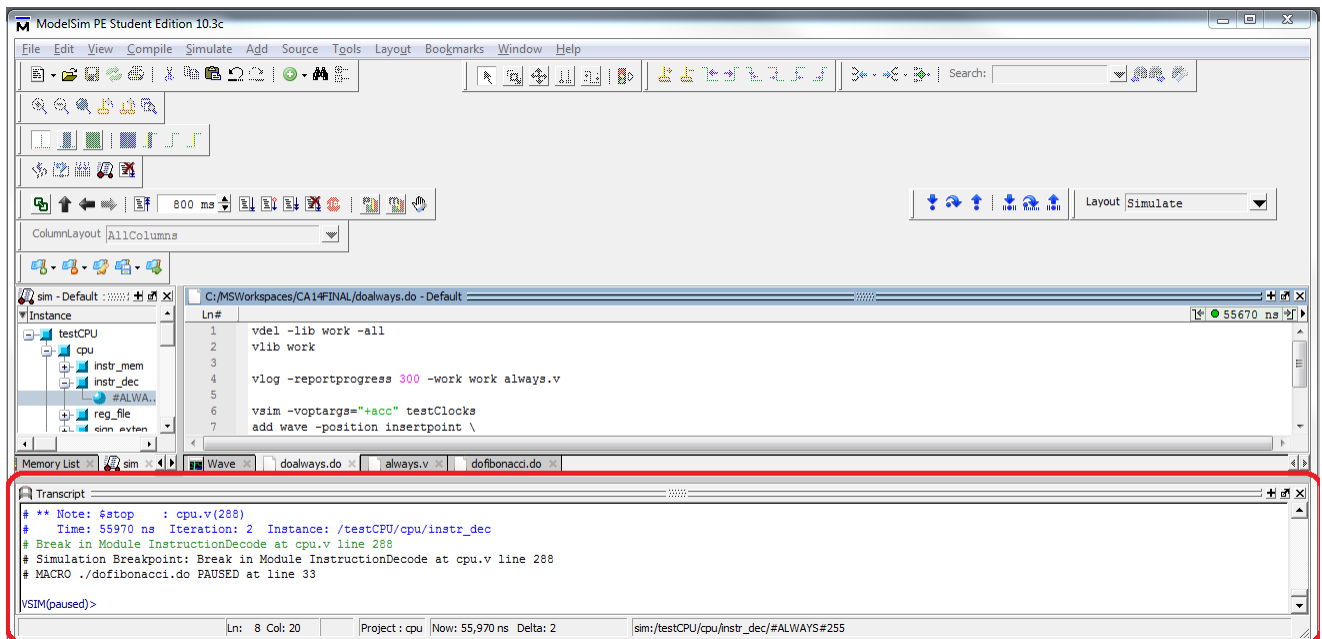 ModelSim PE Student Edition 10.3c
File Edit View Compile Simulate Add Source Tools Layout Bookmarks Window Help
Search:
800 ms
Layout Simulate
ColumnLayout AllColumns
sim - Default
C:/MSWorkspaces/CA14FINAL/doalways.do - Default
Instance
Ln#
55670 ns
testCPU
cpu
instr_mem
instr_dec
#ALWA..
reg_file
sign_exten
1 vdel -lib work -all
2 vlib work
3
4 vlog -reportprogress 300 -work work always.v
5
6 vsim -voptargs="+acc" testClocks
7 add wave -position insertpoint \
Memory List sim Wave doalways.do always.v dofibonacci.do
Transcript
# ** Note: $stop    : cpu.v(288)
#    Time: 55970 ns  Iteration: 2  Instance: /testCPU/cpu/instr_dec
# Break in Module InstructionDecode at cpu.v line 288
# Simulation Breakpoint: Break in Module InstructionDecode at cpu.v line 288
# MACRO ./dofibonacci.do PAUSED at line 33
VSIM(paused)>
Ln: 8 Col: 20 Project : cpu Now: 55,970 ns Delta: 2 sim:/testCPU/cpu/instr_dec/#ALWAYS#255